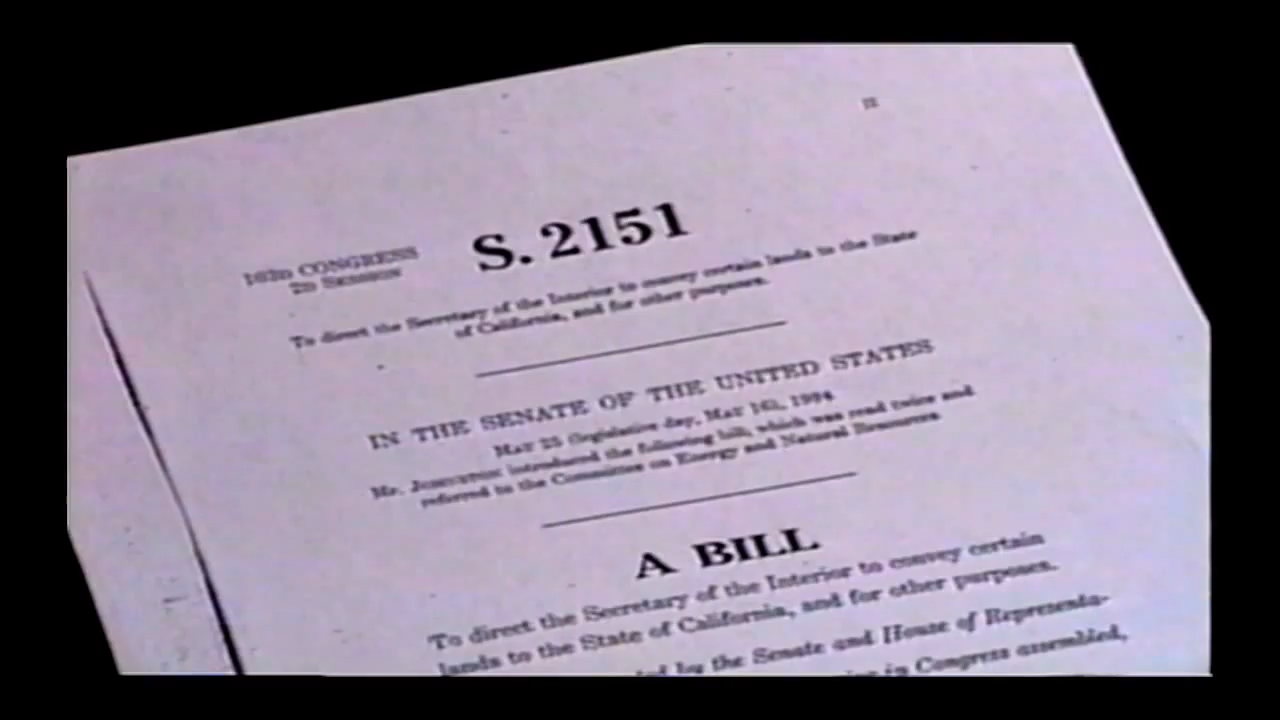 II
103D CONGRESS
2D SESSION
S. 2151
To direct the Secretary of the Interior to convey certain lands to the State
of California, and for other purposes.
IN THE SENATE OF THE UNITED STATES
MAY 25 (legislative day, MAY 16), 1994
Mr. JOHNSTON introduced the following bill; which was read twice and
referred to the Committee on Energy and Natural Resources
A BILL
To direct the Secretary of the Interior to convey certain
lands to the State of California, and for other purposes.
by the Senate and House of Representa-
in Congress assembled,